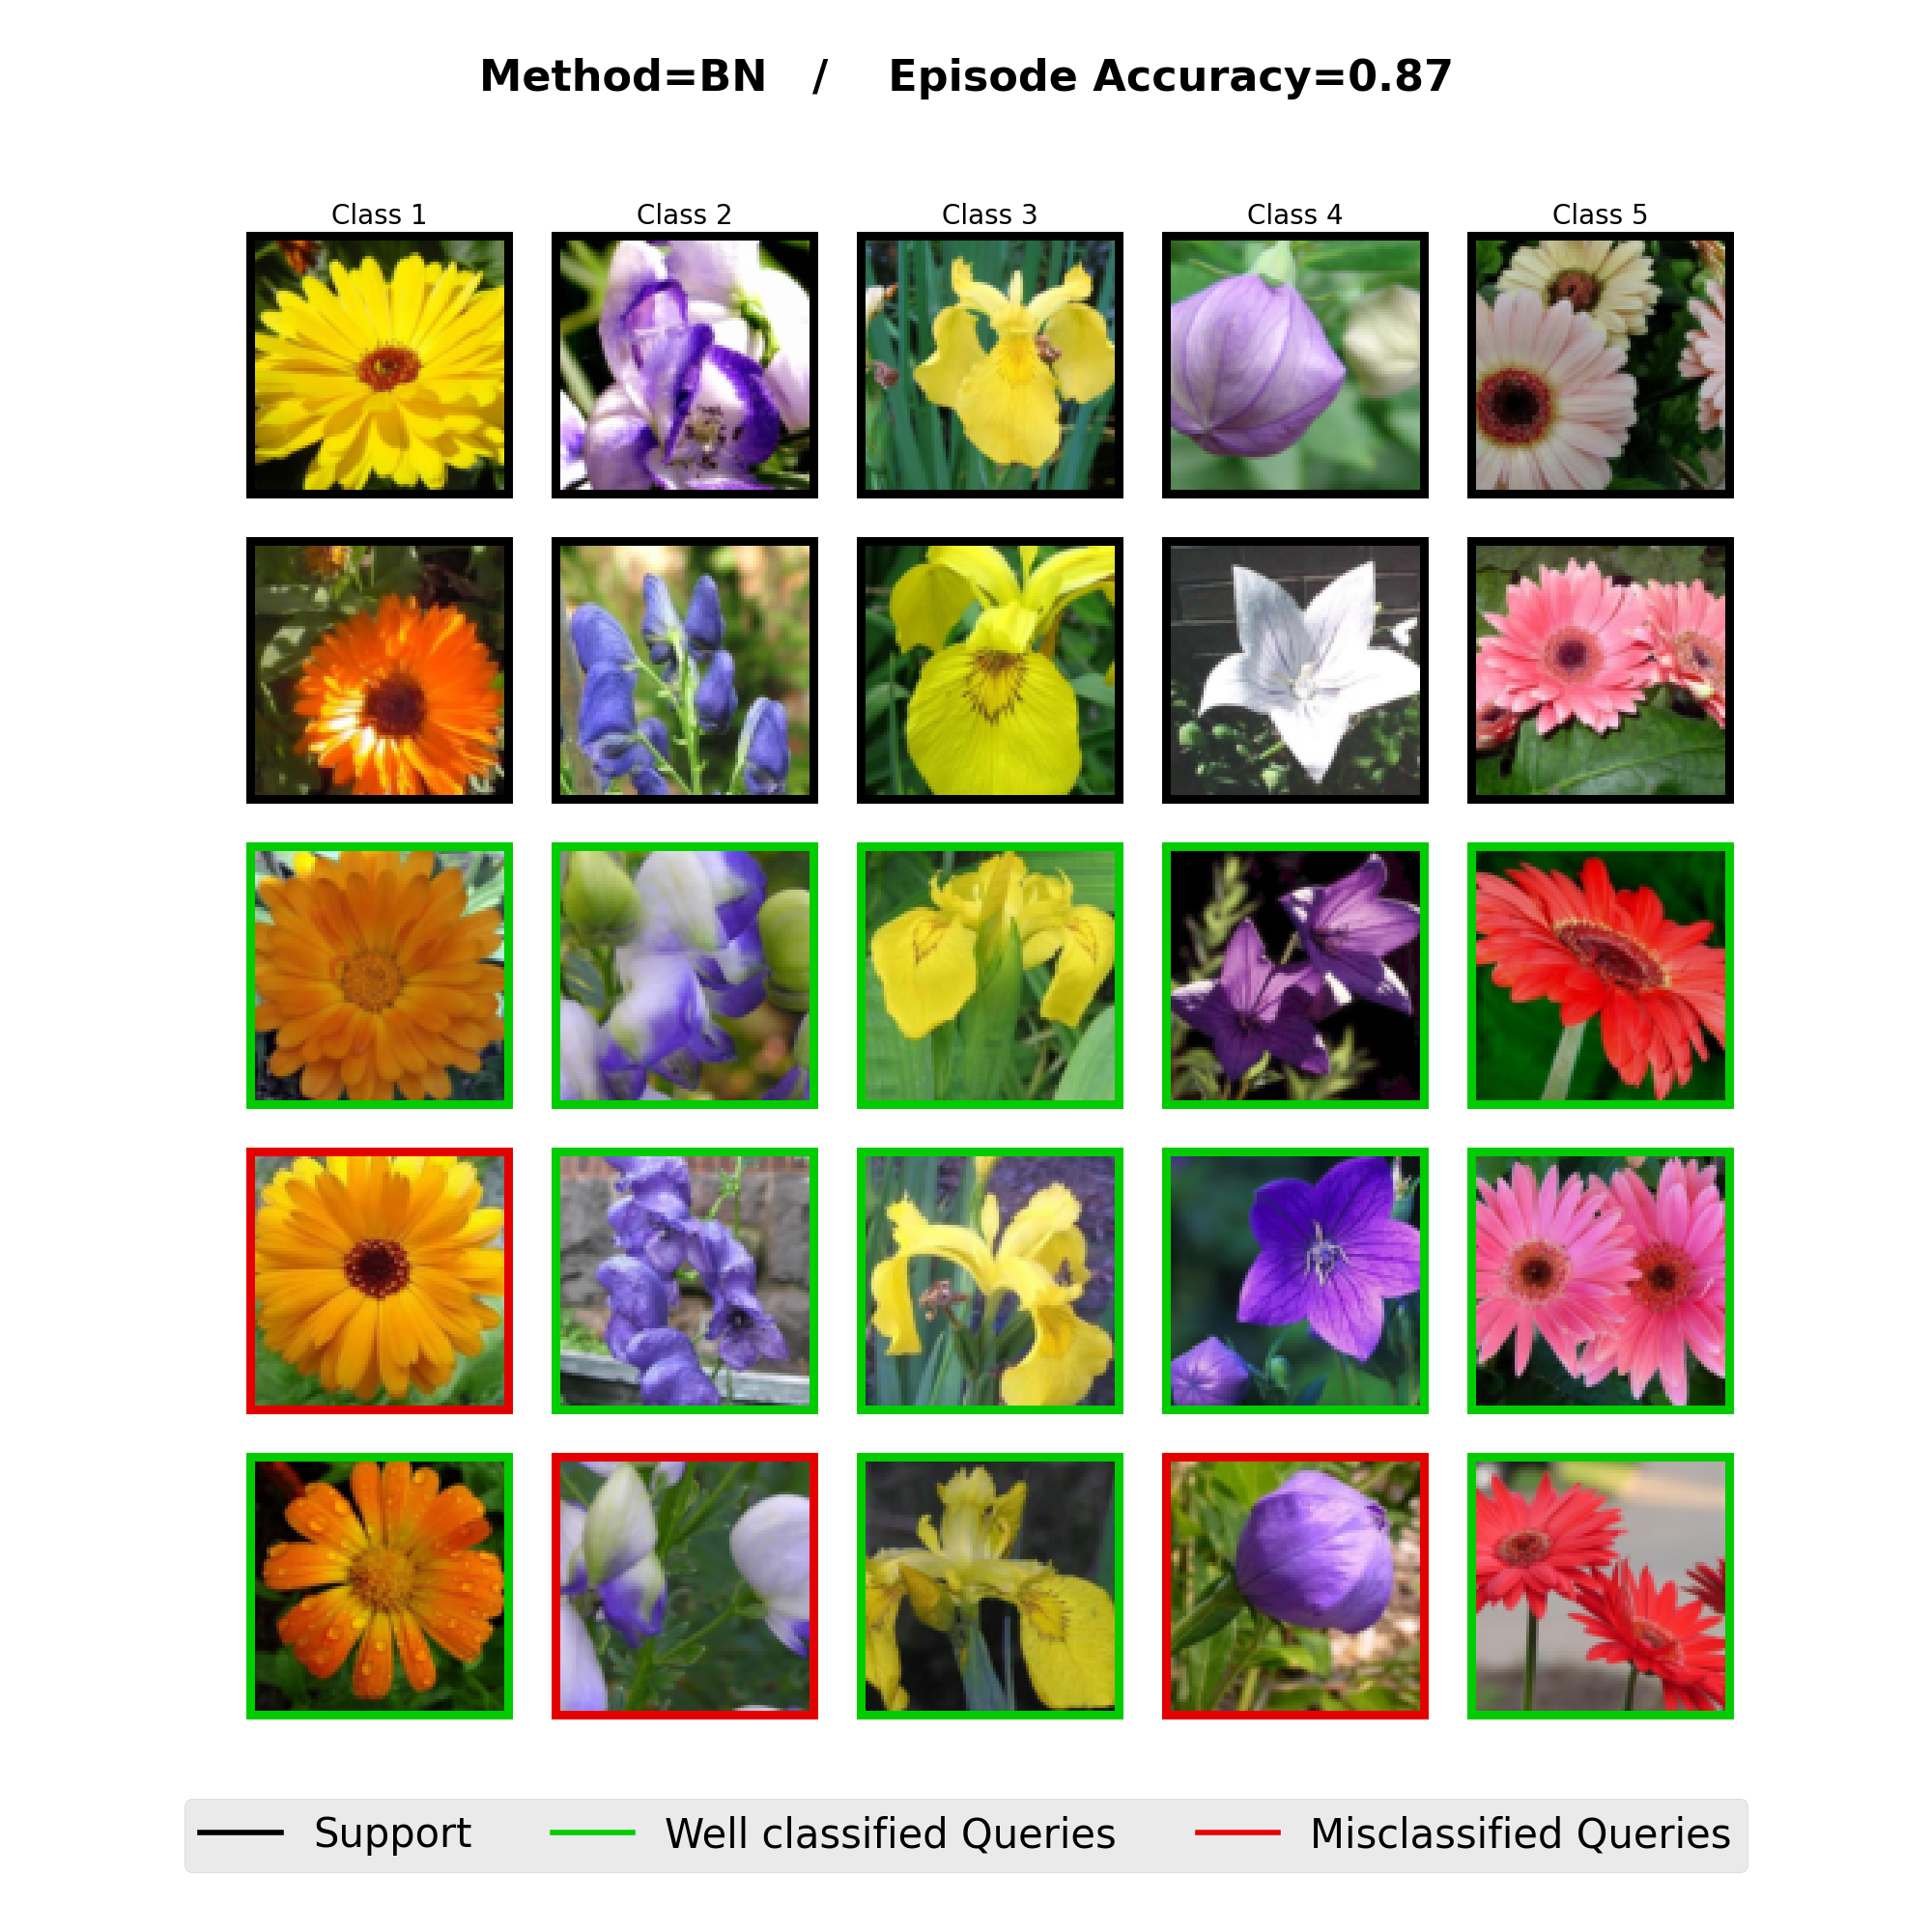 Method=BN / Episode Accuracy=0.87
Class 1 Class 2 Class 3 Class 4 Class 5
Support Well classified Queries Misclassified Queries